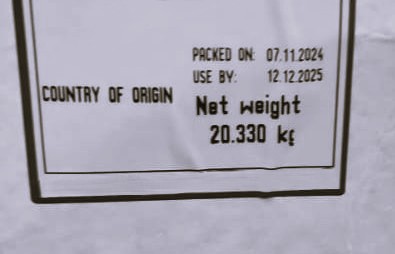 PACKED ON: 07.11.2024
USE BY: 12.12.2025
COUNTRY OF ORIGIN
Net weight
20.330 kg